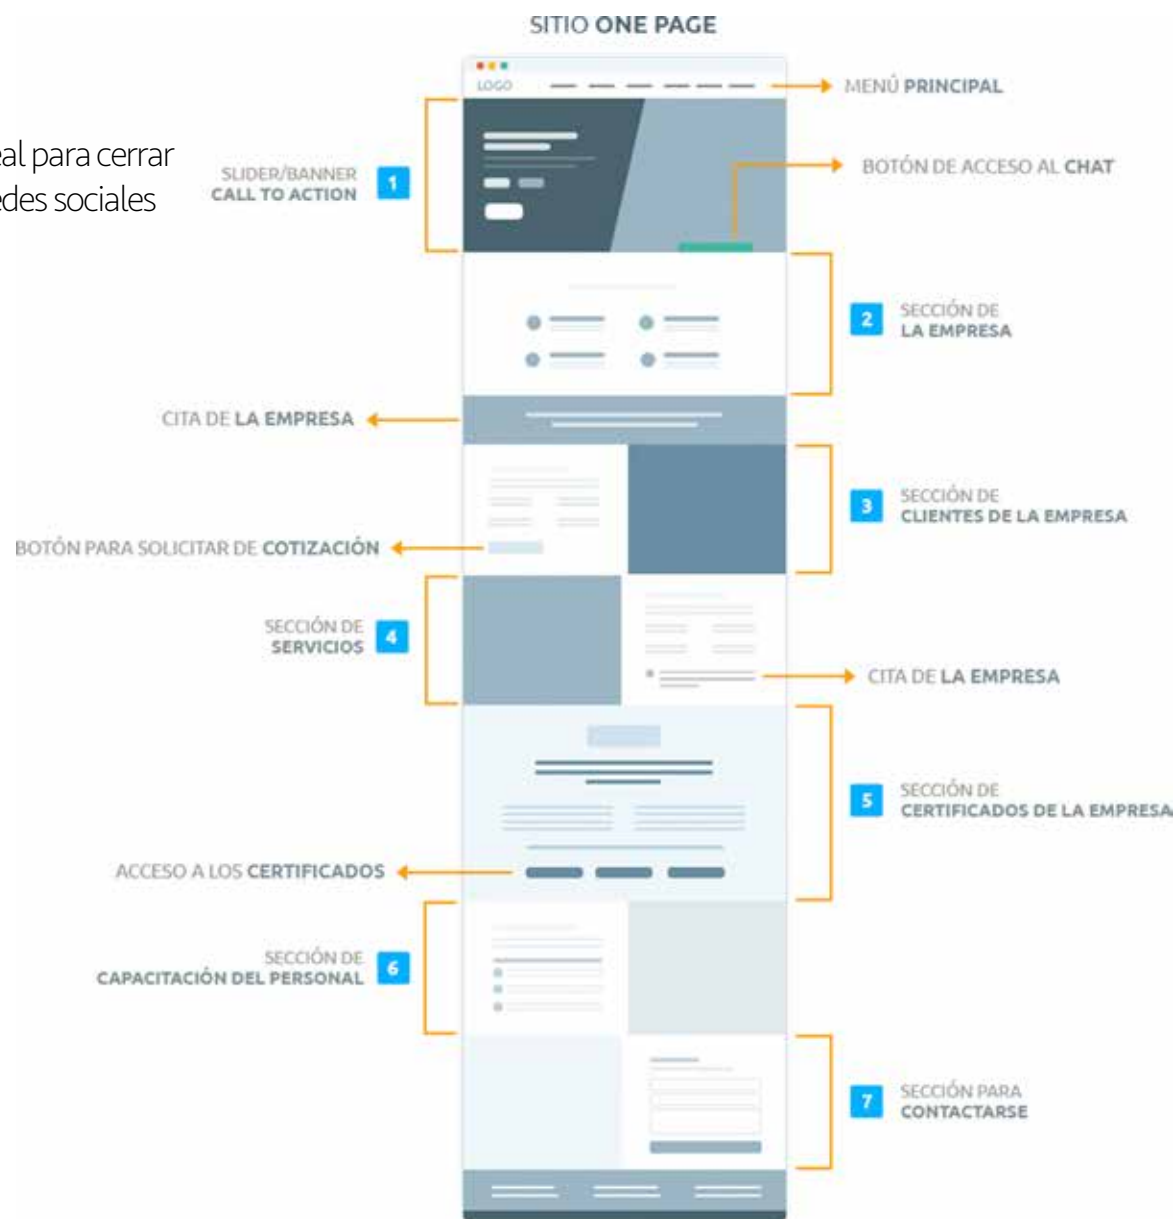 SITIO ONE PAGE
LOGO
MENÚ PRINCIPAL
para cerrar
sociales
SLIDER/BANNER
CALL TO ACTION
1
BOTÓN DE ACCESO AL CHAT
2
SECCIÓN DE
LA EMPRESA
CITA DE LA EMPRESA
3
SECCIÓN DE
CLIENTES DE LA EMPRESA
BOTÓN PARA SOLICITAR DE COTIZACIÓN
SECCIÓN DE
SERVICIOS
4
CITA DE LA EMPRESA
5
SECCIÓN DE
CERTIFICADOS DE LA EMPRESA
ACCESO A LOS CERTIFICADOS
SECCIÓN DE
CAPACITACIÓN DEL PERSONAL
6
7
SECCIÓN PARA
CONTACTARSE